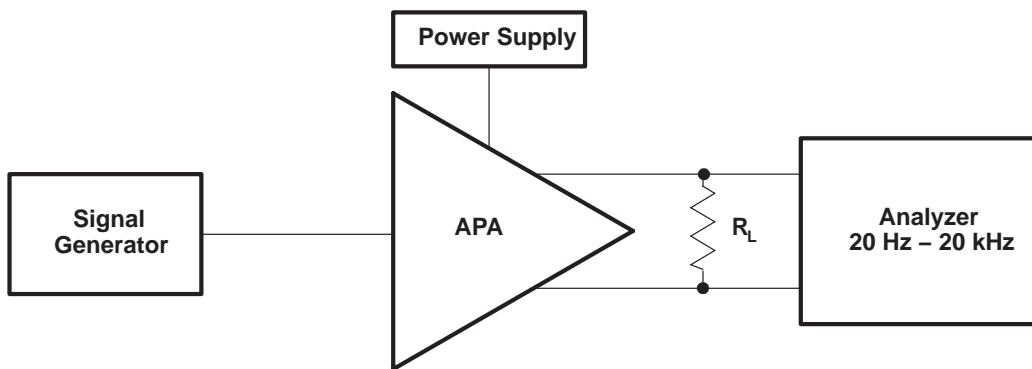 Power Supply
Signal
Generator
APA
R_L
Analyzer
20 Hz – 20 kHz